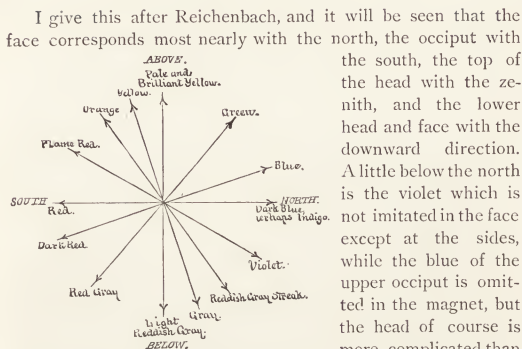 I give this after Reichenbach, and it will be seen that the
face corresponds most nearly with the north, the occiput with
the south, the top of
the head with the ze-
nith, and the lower
head and face with the
downward direction.
A little below the north
is the violet which is
not imitated in the face
except at the sides,
while the blue of the
upper occiput is omit-
ted in the magnet, but
the head of course is
more complicated than
ABOVE.
Pale and
Brilliant Yellow.
Yellow.
Orange
Green.
Flame Red.
Blue.
SOUTH
NORTH.
Red.
Dark Blue,
perhaps Indigo.
Dark Red
Violet.
Red Gray
Reddish Gray Streak.
Gray.
Light
Reddish Gray.
BELOW.